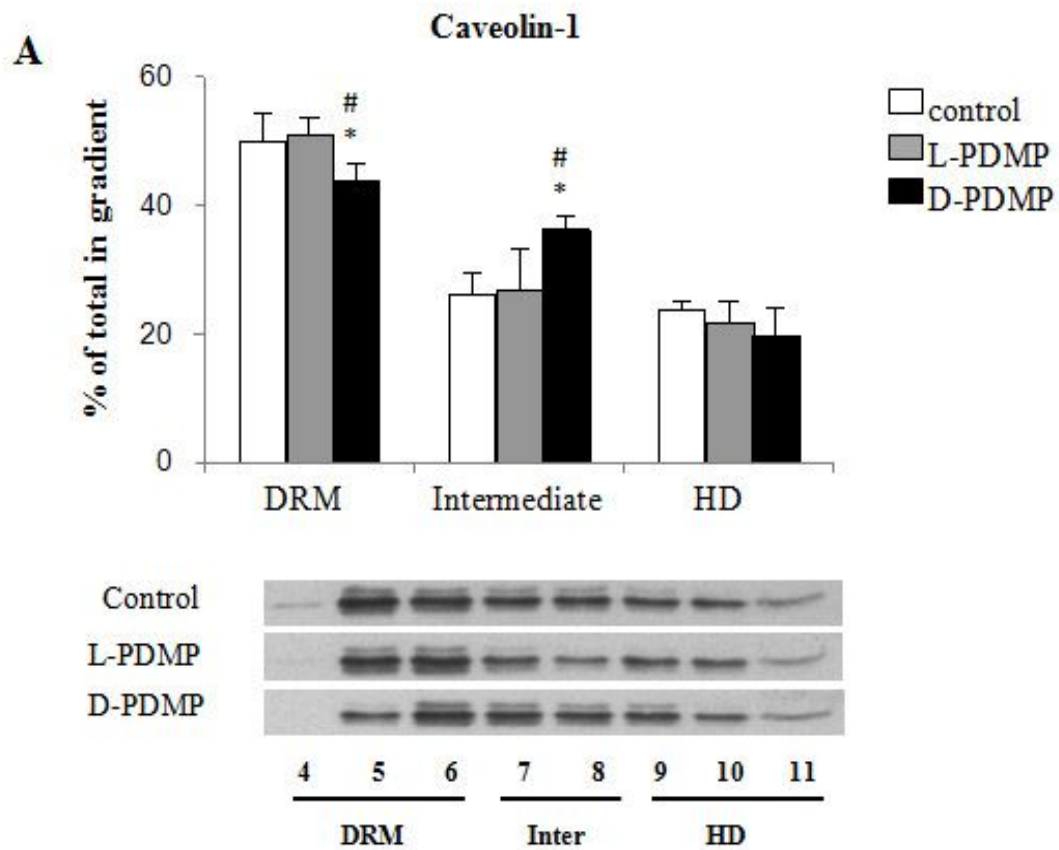 A
Caveolin-1
% of total in gradient
60
40
20
0
#
*
#
*
control
L-PDMP
D-PDMP
DRM Intermediate HD
Control
L-PDMP
D-PDMP
4 5 6 7 8 9 10 11
DRM Inter HD